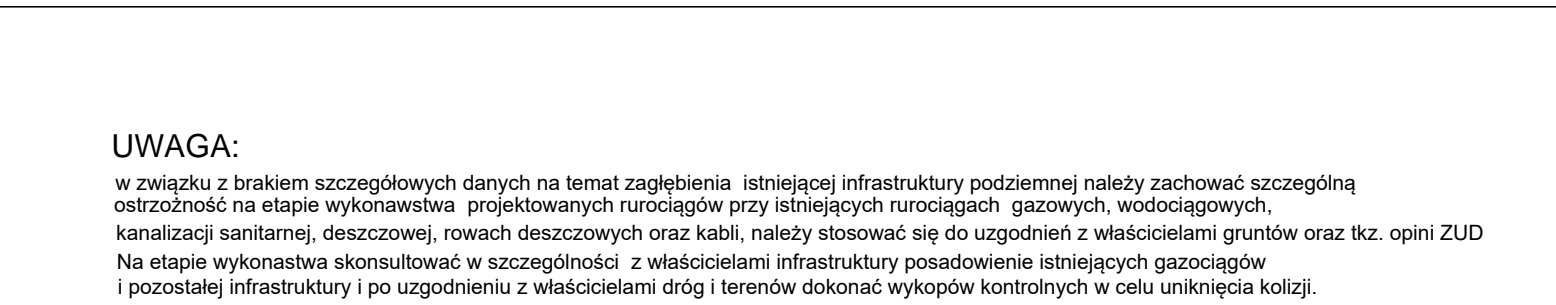 UWAGA:
w związku z brakiem szczegółowych danych na temat zagłębienia istniejącej infrastruktury podziemnej należy zachować szczególną
ostrzożność na etapie wykonawstwa projektowanych rurociągów przy istniejących rurociągach gazowych, wodociągowych,
kanalizacji sanitarnej, deszczowej, rowach deszczowych oraz kabli, należy stosować się do uzgodnień z właścicielami gruntów oraz tkz. opini ZUD
Na etapie wykonastwa skonsultować w szczególności z właścicielami infrastruktury posadowienie istniejących gazociągów
i pozostałej infrastruktury i po uzgodnieniu z właścicielami dróg i terenów dokonać wykopów kontrolnych w celu uniknięcia kolizji.